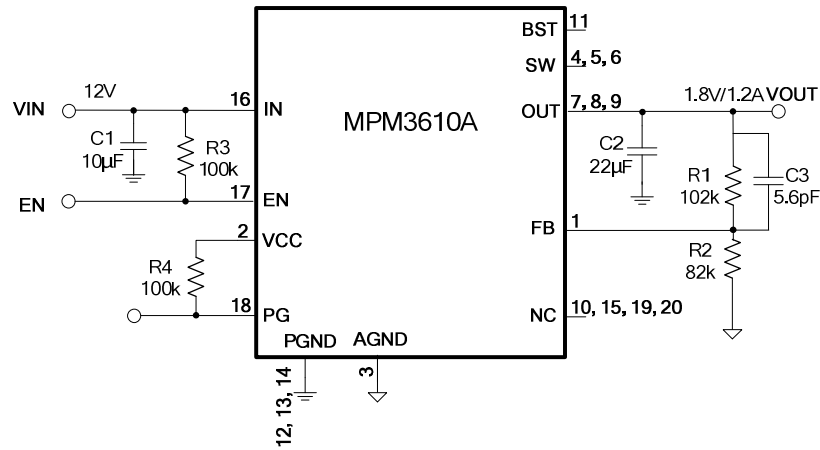 BST
11
SW
4, 5, 6
VIN
12V
16
IN
MPM3610A
OUT
7, 8, 9
1.8V/1.2A VOUT
C1
10µF
R3
100k
C2
22µF
R1
102k
C3
5.6pF
EN
17
EN
2
VCC
FB
1
R4
100k
R2
82k
18
PG
NC
10, 15, 19, 20
PGND
AGND
12, 13, 14
3